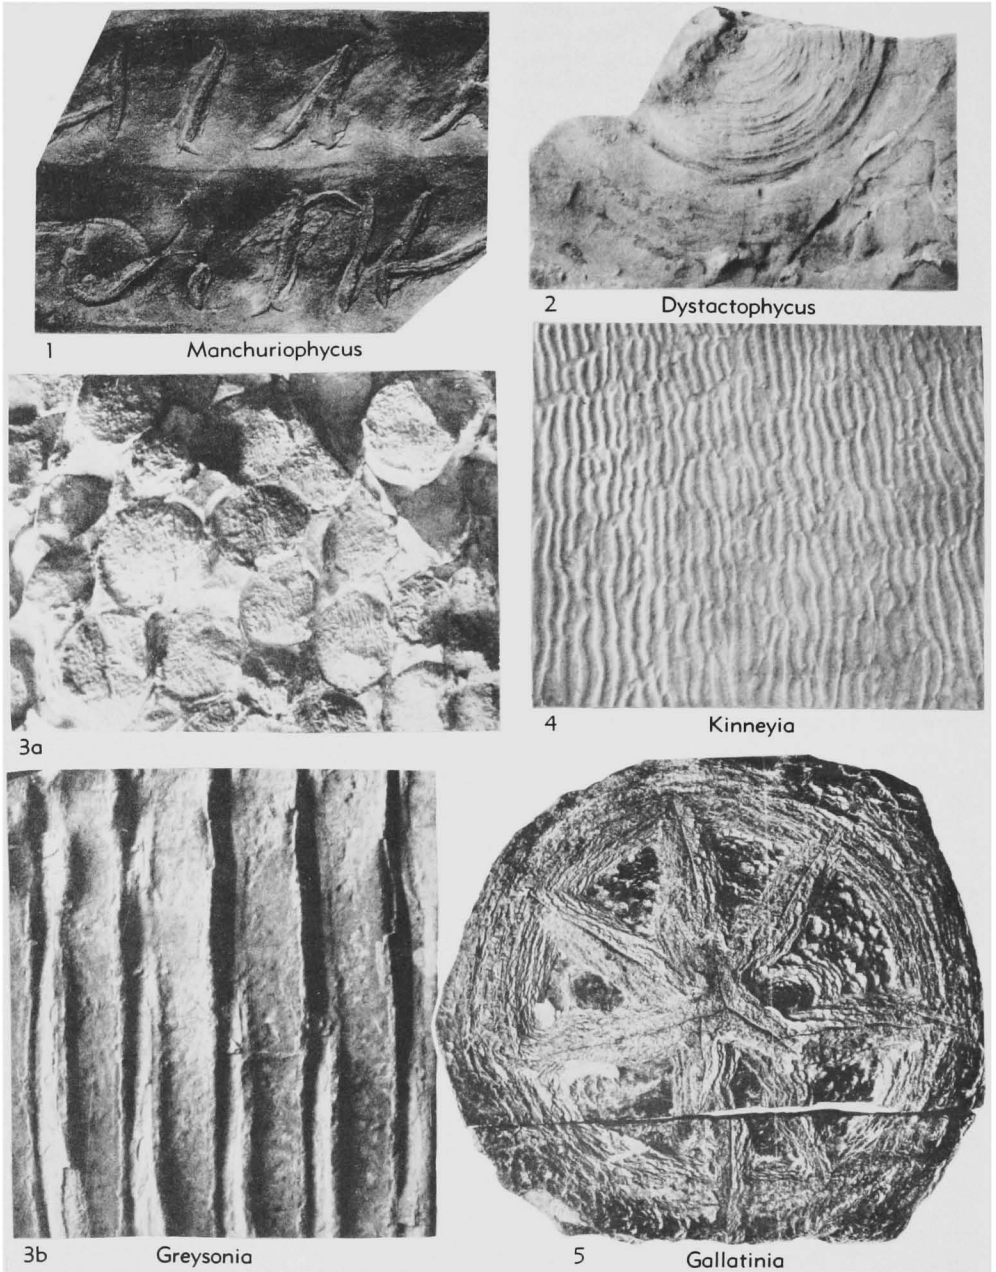 1 Manchuriophycus
2 Dystactophycus
3a
4 Kinneyia
3b Greysonia
5 Gallatinia